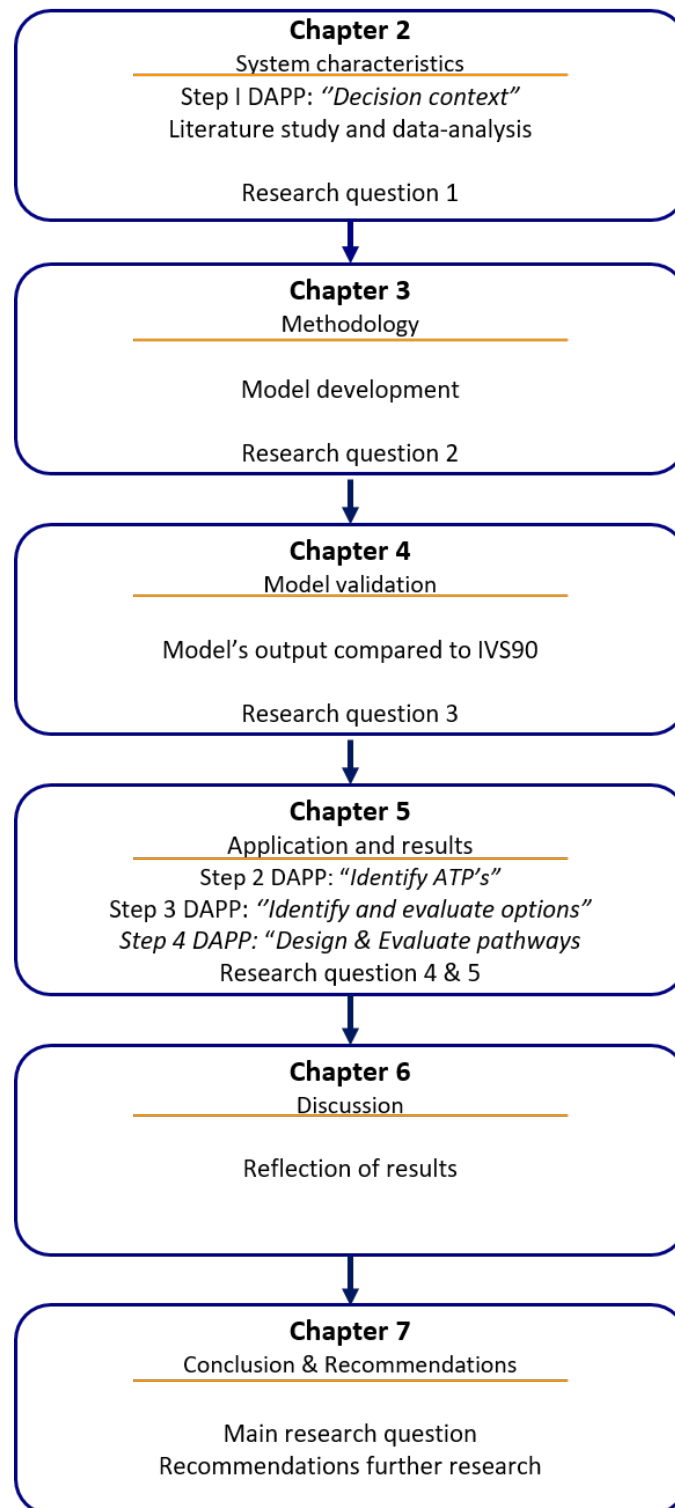 Chapter 2
System characteristics
Step I DAPP: “Decision context”
Literature study and data-analysis
Research question 1
Chapter 3
Methodology
Model development
Research question 2
Chapter 4
Model validation
Model’s output compared to IVS90
Research question 3
Chapter 5
Application and results
Step 2 DAPP: “Identify ATP’s”
Step 3 DAPP: “Identify and evaluate options”
Step 4 DAPP: “Design & Evaluate pathways
Research question 4 & 5
Chapter 6
Discussion
Reflection of results
Chapter 7
Conclusion & Recommendations
Main research question
Recommendations further research